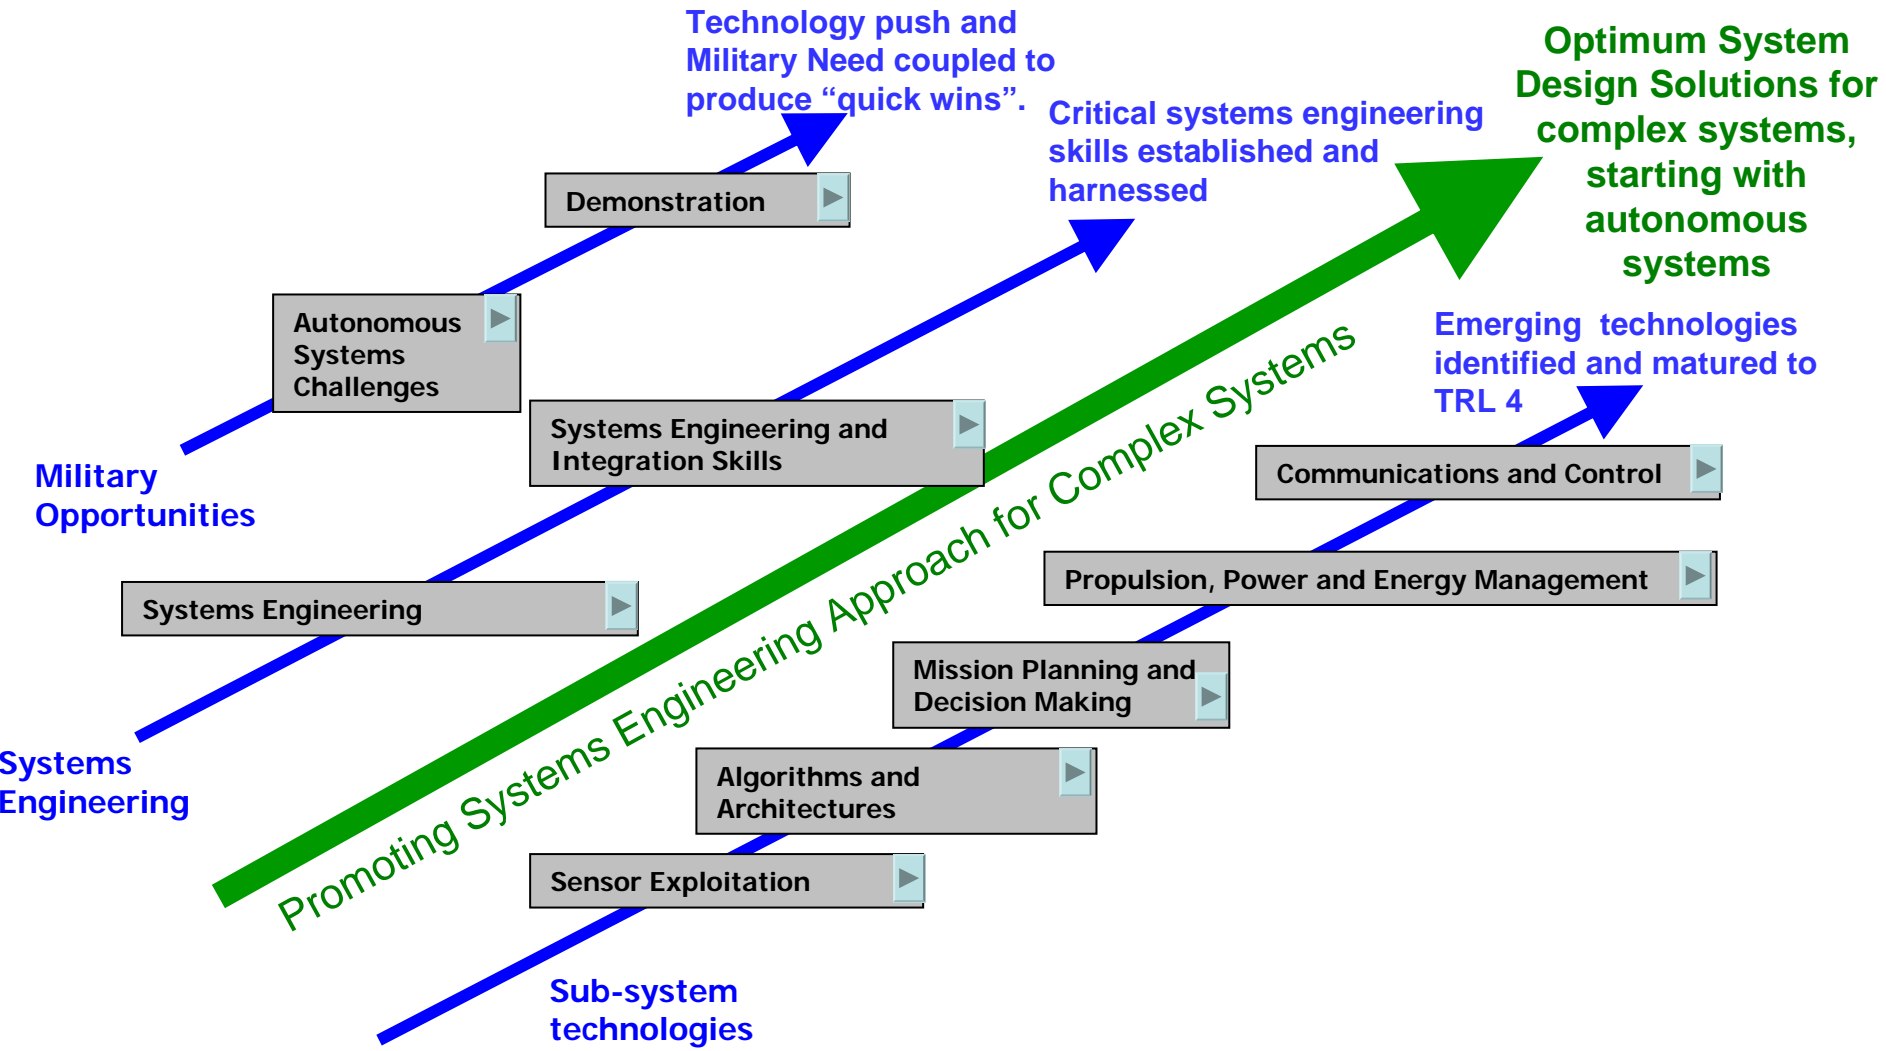 Technology push and
Military Need coupled to
produce “quick wins”.
Optimum System
Design Solutions for
complex systems,
starting with
autonomous
systems
Critical systems engineering
skills established and
harnessed
Demonstration
Autonomous
Systems
Challenges
Emerging technologies
identified and matured to
TRL 4
Systems Engineering and
Integration Skills
Military
Opportunities
Communications and Control
Propulsion, Power and Energy Management
Systems Engineering
Promoting Systems Engineering Approach for Complex Systems
Mission Planning and
Decision Making
Systems
Engineering
Algorithms and
Architectures
Sensor Exploitation
Sub-system
technologies